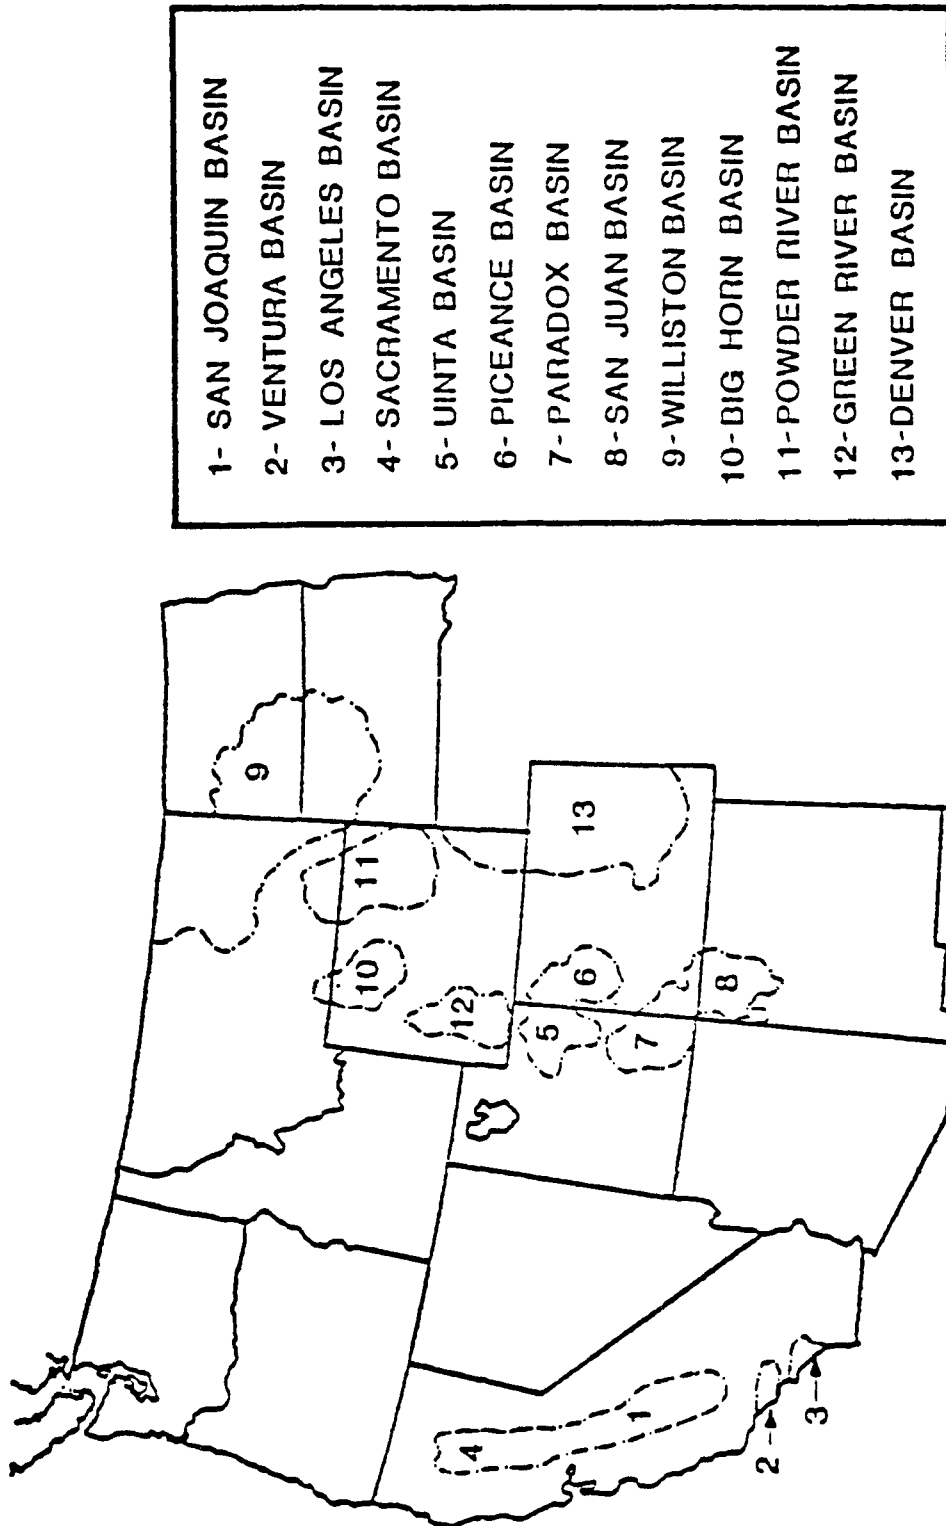 1- SAN JOAQUIN BASIN
2- VENTURA BASIN
3- LOS ANGELES BASIN
4- SACRAMENTO BASIN
5- UINTA BASIN
6- PICEANCE BASIN
7- PARADOX BASIN
8- SAN JUAN BASIN
9- WILLISTON BASIN
10- BIG HORN BASIN
11- POWDER RIVER BASIN
12- GREEN RIVER BASIN
13- DENVER BASIN
9
11
10
12
13
6
5
7
8
4
1
2
3